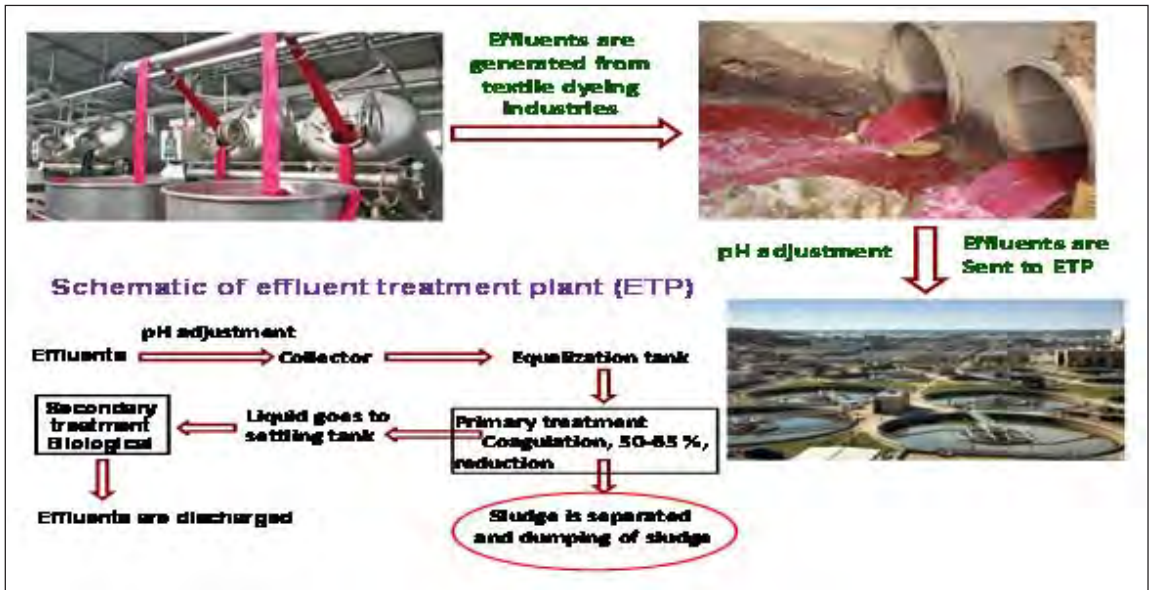 Effluents are
generated from
textile dyeing
industries
pH adjustment
Effluents are
Sent to ETP
Schematic of effluent treatment plant (ETP)
pH adjustment
Effluents
Collector
Equalization tank
Primary treatment
Coagulation, 50-65 %,
reduction
Liquid goes to
settling tank
Secondary
treatment
Biological
Effluents are discharged
Sludge is separated
and dumping of sludge